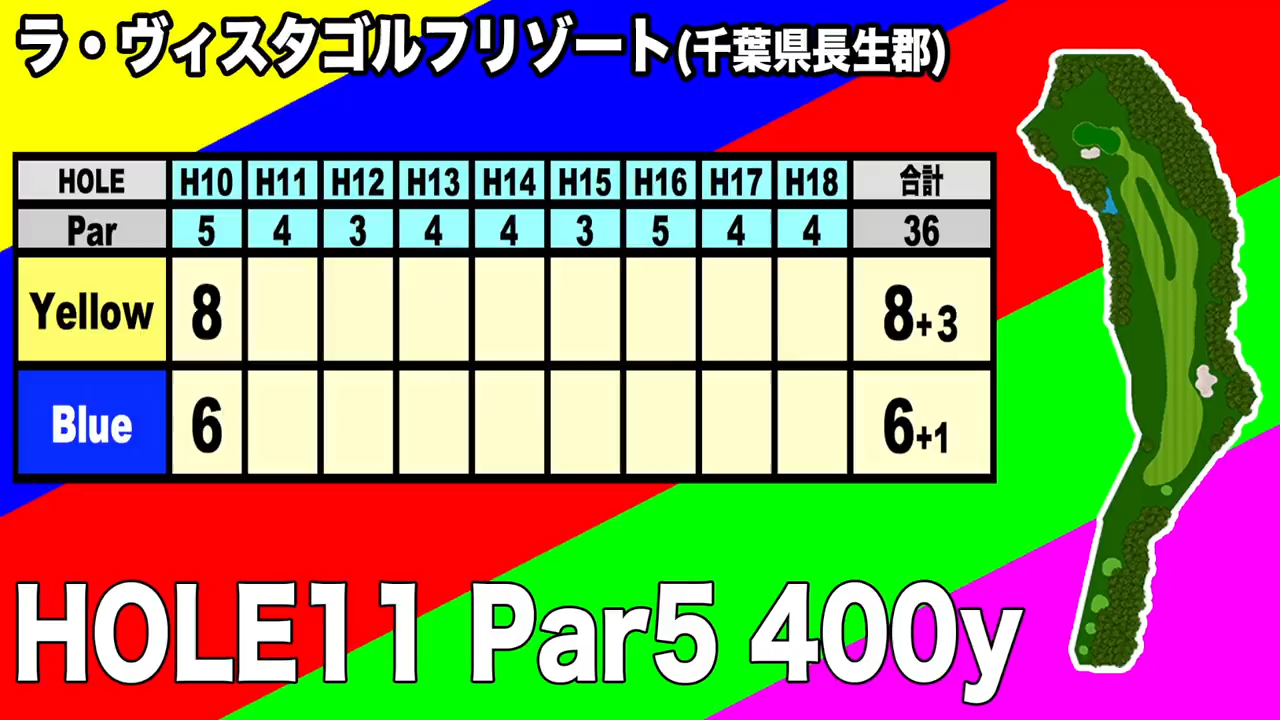 ラ・ヴィスタゴルフリゾート(千葉県長生郡)
HOLE H10 H11 H12 H13 H14 H15 H16 H17 H18 合計
Par 5 4 3 4 4 3 5 4 4 36
Yellow 8 8+3
Blue 6 6+1
HOLE11 Par5 400y